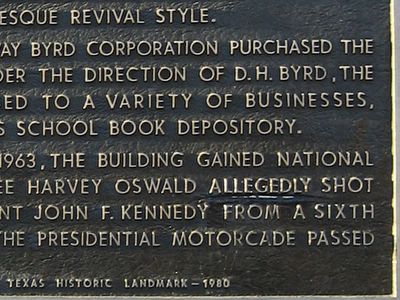 ESQUE REVIVAL STYLE.
AY BYRD CORPORATION PURCHASED THE
DER THE DIRECTION OF D.H. BYRD, THE
ED TO A VARIETY OF BUSINESSES,
S SCHOOL BOOK DEPOSITORY.
1963, THE BUILDING GAINED NATIONAL
EE HARVEY OSWALD ALLEGEDLY SHOT
NT JOHN F. KENNEDY FROM A SIXTH
THE PRESIDENTIAL MOTORCADE PASSED
TEXAS HISTORIC LANDMARK – 1980